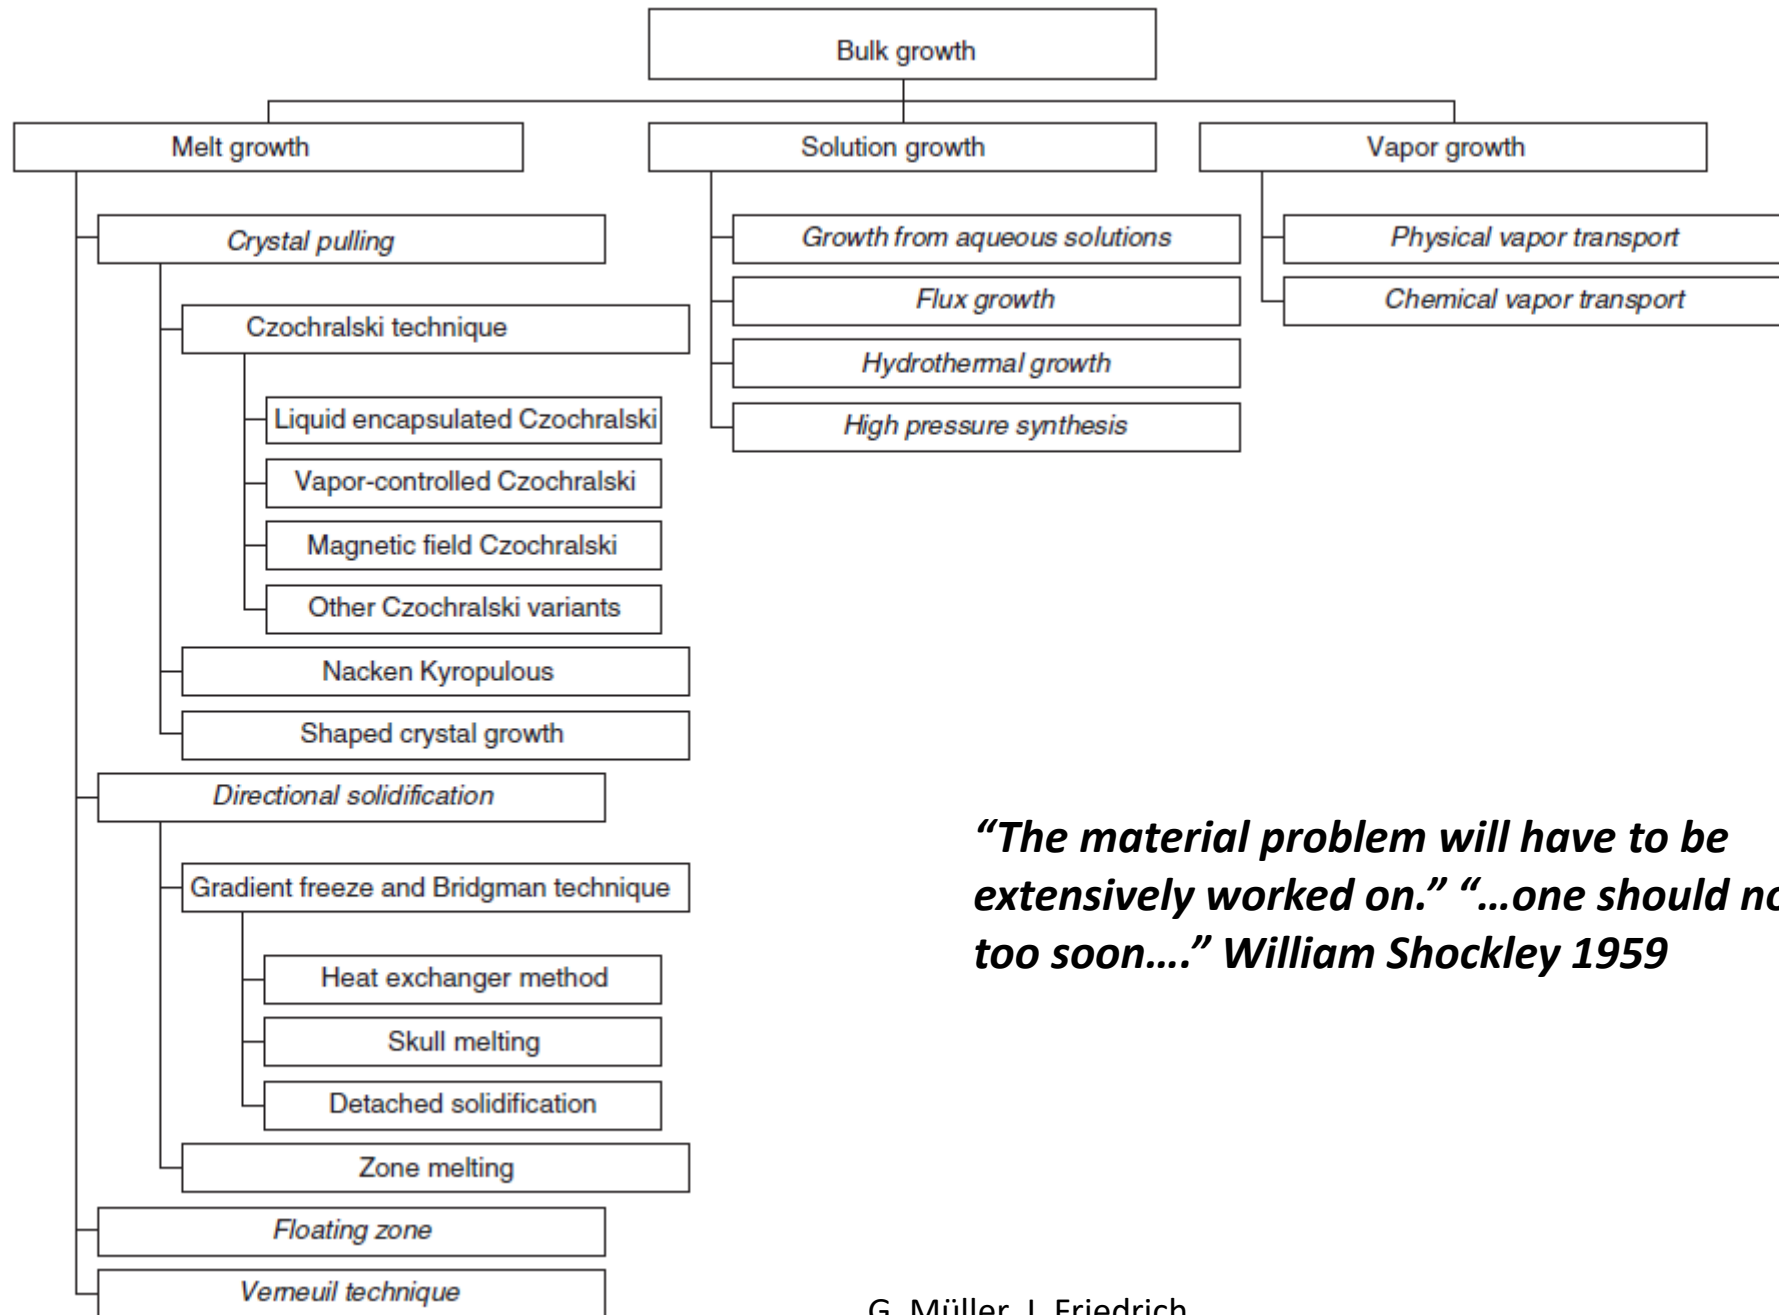 Bulk growth
Melt growth
Solution growth
Vapor growth
Crystal pulling
Czochralski technique
Liquid encapsulated Czochralski
Vapor-controlled Czochralski
Magnetic field Czochralski
Other Czochralski variants
Nacken Kyropulous
Shaped crystal growth
Directional solidification
Gradient freeze and Bridgman technique
Heat exchanger method
Skull melting
Detached solidification
Zone melting
Floating zone
Verneuil technique
Growth from aqueous solutions
Flux growth
Hydrothermal growth
High pressure synthesis
Physical vapor transport
Chemical vapor transport
“The material problem will have to be
extensively worked on.” “…one should
too soon….” William Shockley 1959
G. Müller, J. Friedrich